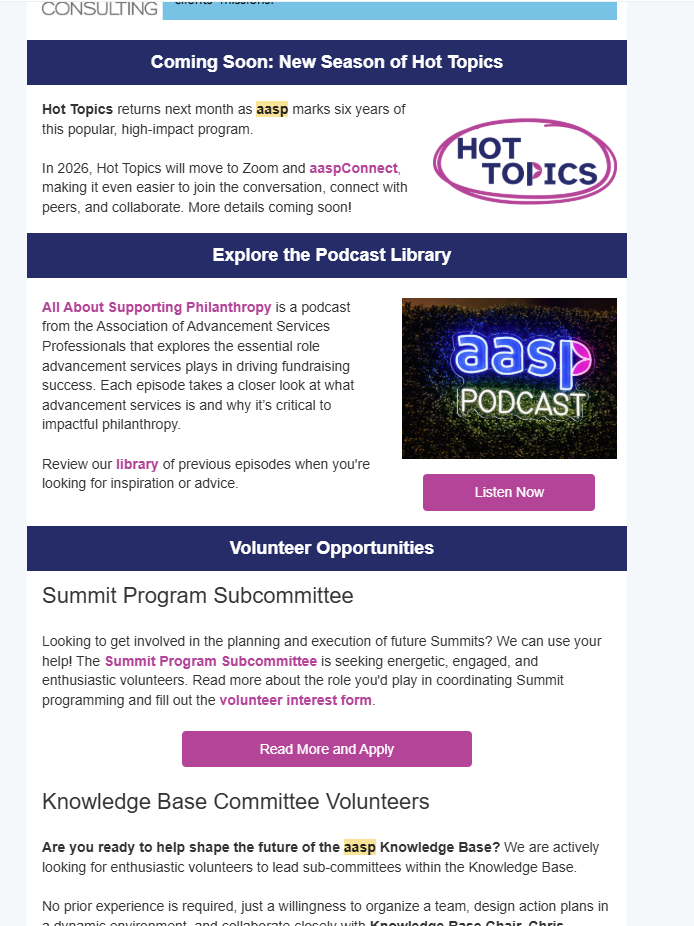 CONSULTING
clients' missions.
Coming Soon: New Season of Hot Topics
Hot Topics returns next month as aasp marks six years of
this popular, high-impact program.
In 2026, Hot Topics will move to Zoom and aaspConnect,
making it even easier to join the conversation, connect with
peers, and collaborate. More details coming soon!
HOT
TOPICS
Explore the Podcast Library
All About Supporting Philanthropy is a podcast
from the Association of Advancement Services
Professionals that explores the essential role
advancement services plays in driving fundraising
success. Each episode takes a closer look at what
advancement services is and why it's critical to
impactful philanthropy.
Review our library of previous episodes when you're
looking for inspiration or advice.
aasp
PODCAST
Listen Now
Volunteer Opportunities
Summit Program Subcommittee
Looking to get involved in the planning and execution of future Summits? We can use your
help! The Summit Program Subcommittee is seeking energetic, engaged, and
enthusiastic volunteers. Read more about the role you'd play in coordinating Summit
programming and fill out the volunteer interest form.
Read More and Apply
Knowledge Base Committee Volunteers
Are you ready to help shape the future of the aasp Knowledge Base? We are actively
looking for enthusiastic volunteers to lead sub-committees within the Knowledge Base.
No prior experience is required, just a willingness to organize a team, design action plans in
a dynamic environment, and collaborate closely with Knowledge Base Chair, Chris